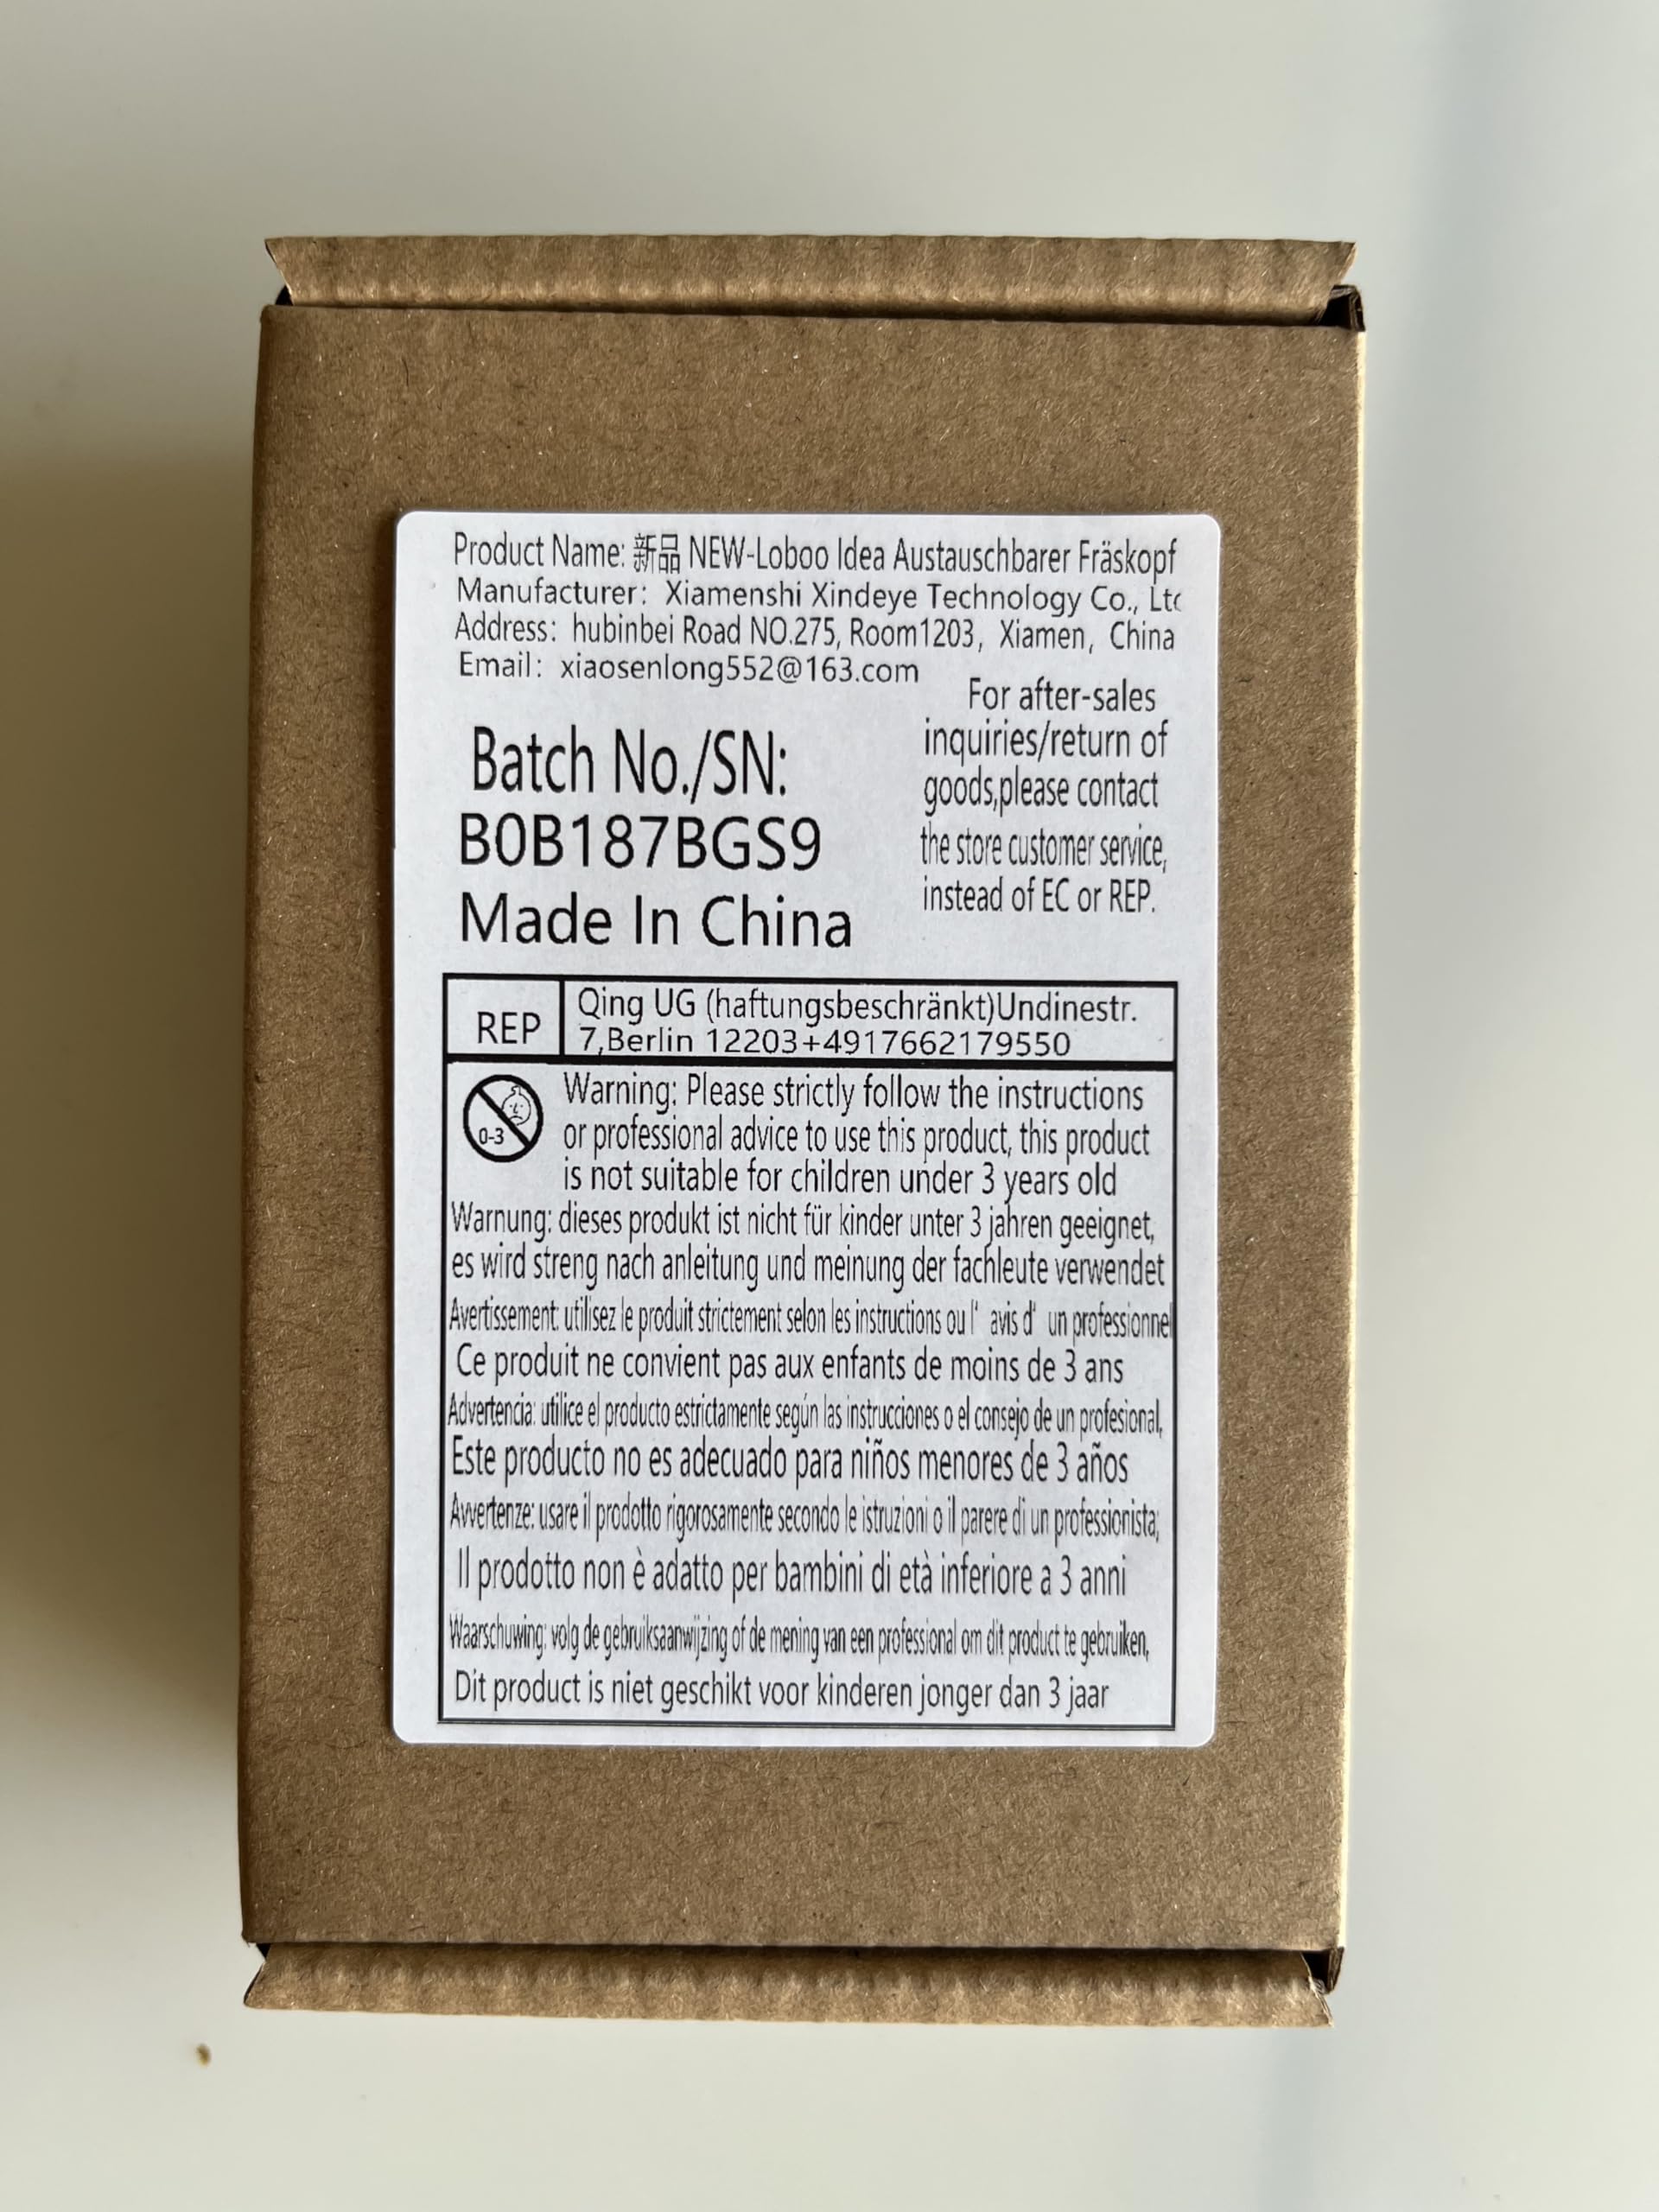 Product Name: 新品 NEW-Loboo Idea Austauschbarer Fräskopf
Manufacturer: Xiamenshi Xindeye Technology Co., Ltd
Address: hubinbei Road NO.275, Room1203, Xiamen, China
Email: xiaosenlong552@163.com
For after-sales
inquiries/return of
goods,please contact
the store customer service,
instead of EC or REP.
Batch No./SN:
B0B187BGS9
Made In China
REP
Qing UG (haftungsbeschränkt)Undinestr.
7,Berlin 12203+4917662179550
0-3
Warning: Please strictly follow the instructions
or professional advice to use this product, this product
is not suitable for children under 3 years old
Warnung: dieses produkt ist nicht für kinder unter 3 jahren geeignet,
es wird streng nach anleitung und meinung der fachleute verwendet
Avertissement: utilisez le produit strictement selon les instructions ou l' avis d' un professionnel
Ce produit ne convient pas aux enfants de moins de 3 ans
Advertencia: utilice el producto estrictamente según las instrucciones o el consejo de un profesional,
Este producto no es adecuado para niños menores de 3 años
Avvertenze: usare il prodotto rigorosamente secondo le istruzioni o il parere di un professionista;
Il prodotto non è adatto per bambini di età inferiore a 3 anni
Waarschuwing: volg de gebruiksaanwijzing of de mening van een professional om dit product te gebruiken,
Dit product is niet geschikt voor kinderen jonger dan 3 jaar